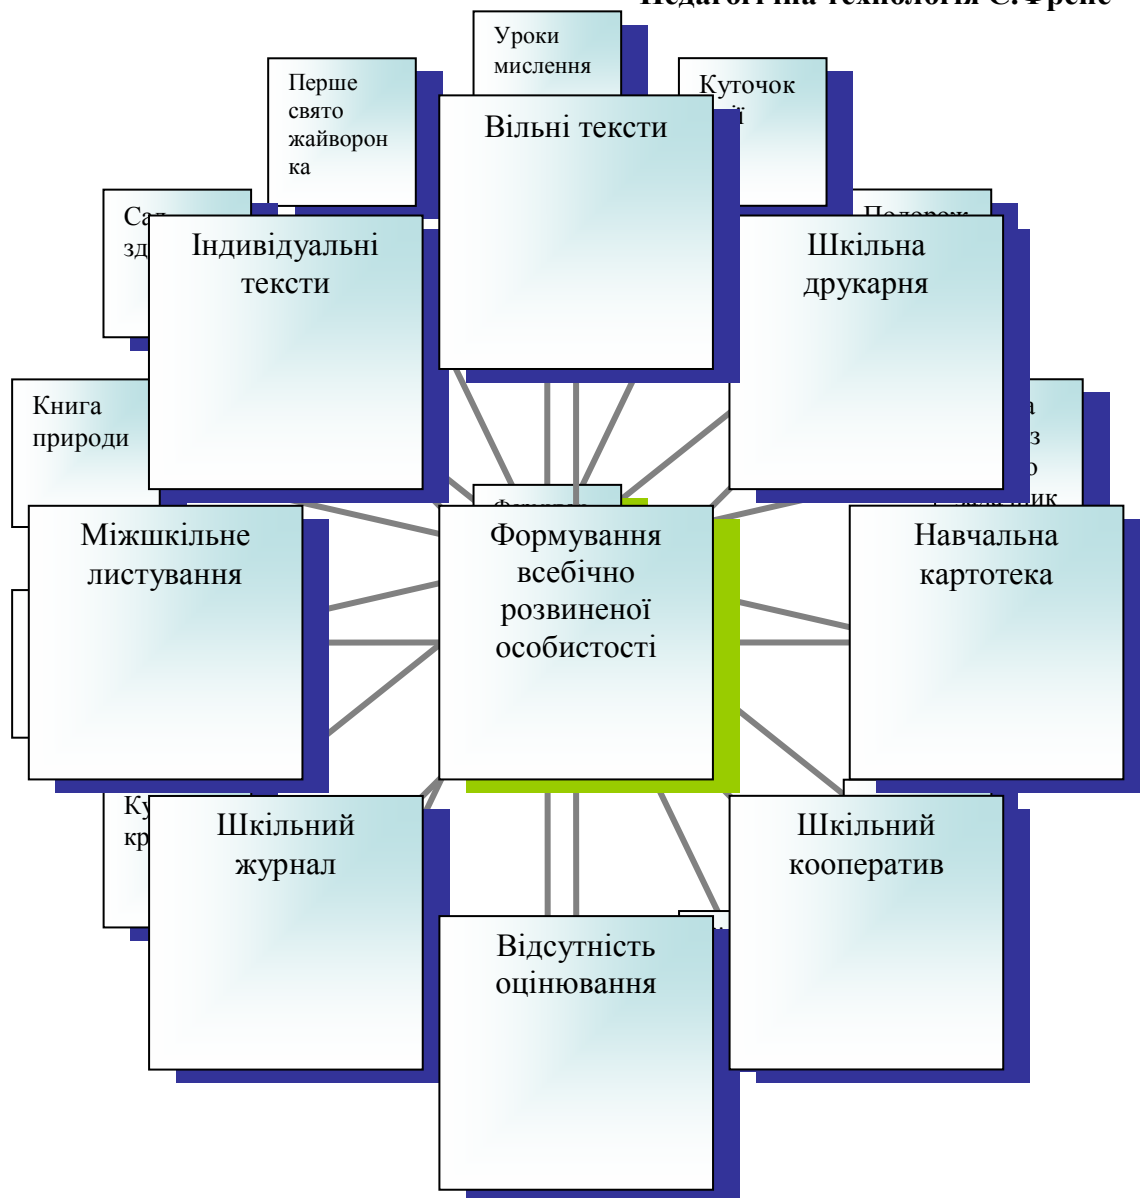 технологія С.Френе
Уроки
мислення
Перше
свято
жайворон
ка
Куточок
Вільні тексти
Індивідуальні
тексти
Шкільна
друкарня
Книга
природи
Міжшкільне
листування
Формування
всебічно
розвиненої
особистості
Навчальна
картотека
Шкільний
журнал
Шкільний
кооператив
Відсутність
оцінювання